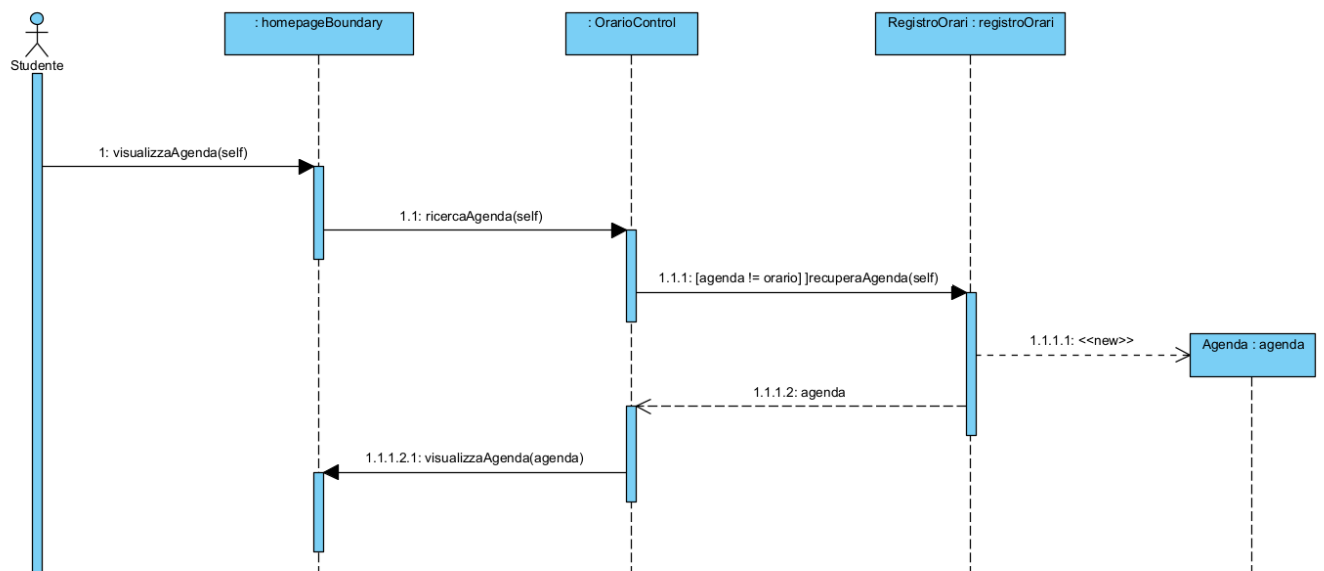 : homepageBoundary
: OrarioControl
RegistroOrari : registroOrari
Studente
1: visualizzaAgenda(self)
1.1: ricercaAgenda(self)
1.1.1: [agenda != orario] ]recuperaAgenda(self)
1.1.1.1: <<new>>
Agenda : agenda
1.1.1.2: agenda
1.1.1.2.1: visualizzaAgenda(agenda)